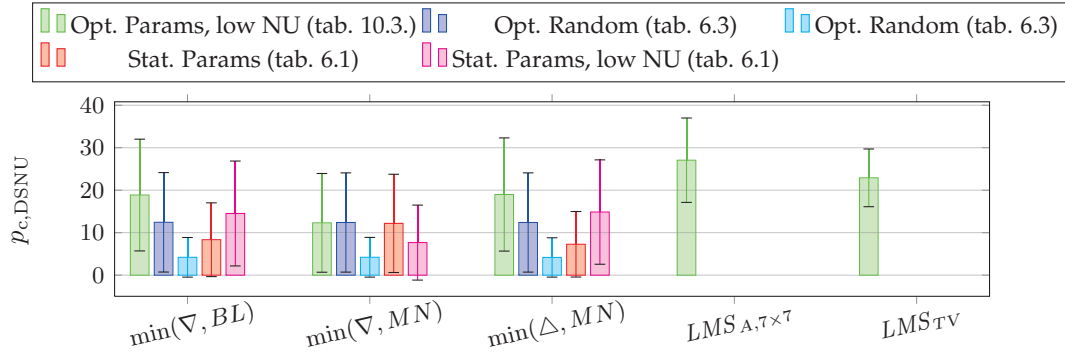 Opt. Params, low NU (tab. 10.3.) Opt. Random (tab. 6.3) Opt. Random (tab. 6.3)
Stat. Params (tab. 6.1) Stat. Params, low NU (tab. 6.1)
40
30
20
10
0
p_c,DSNU
min(∇, BL) min(∇, MN) min(△, MN) LMS_A,7×7 LMS_TV